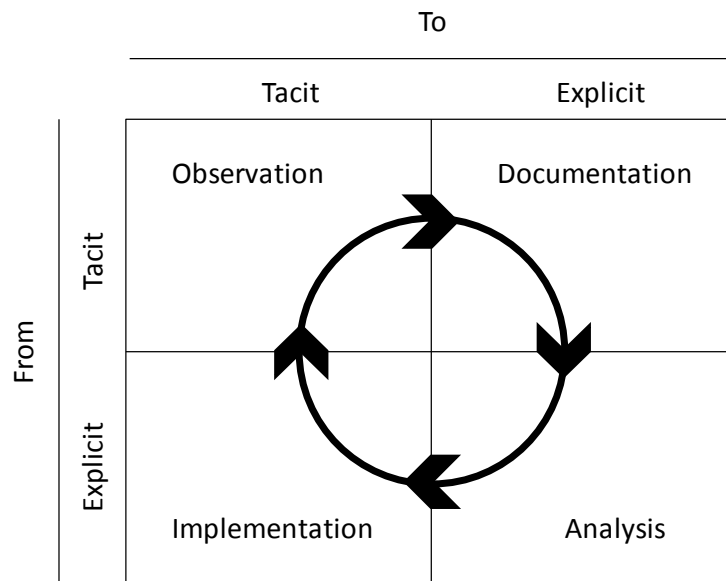 To
Tacit Explicit
Observation Documentation
Tacit
From
Explicit
Implementation Analysis